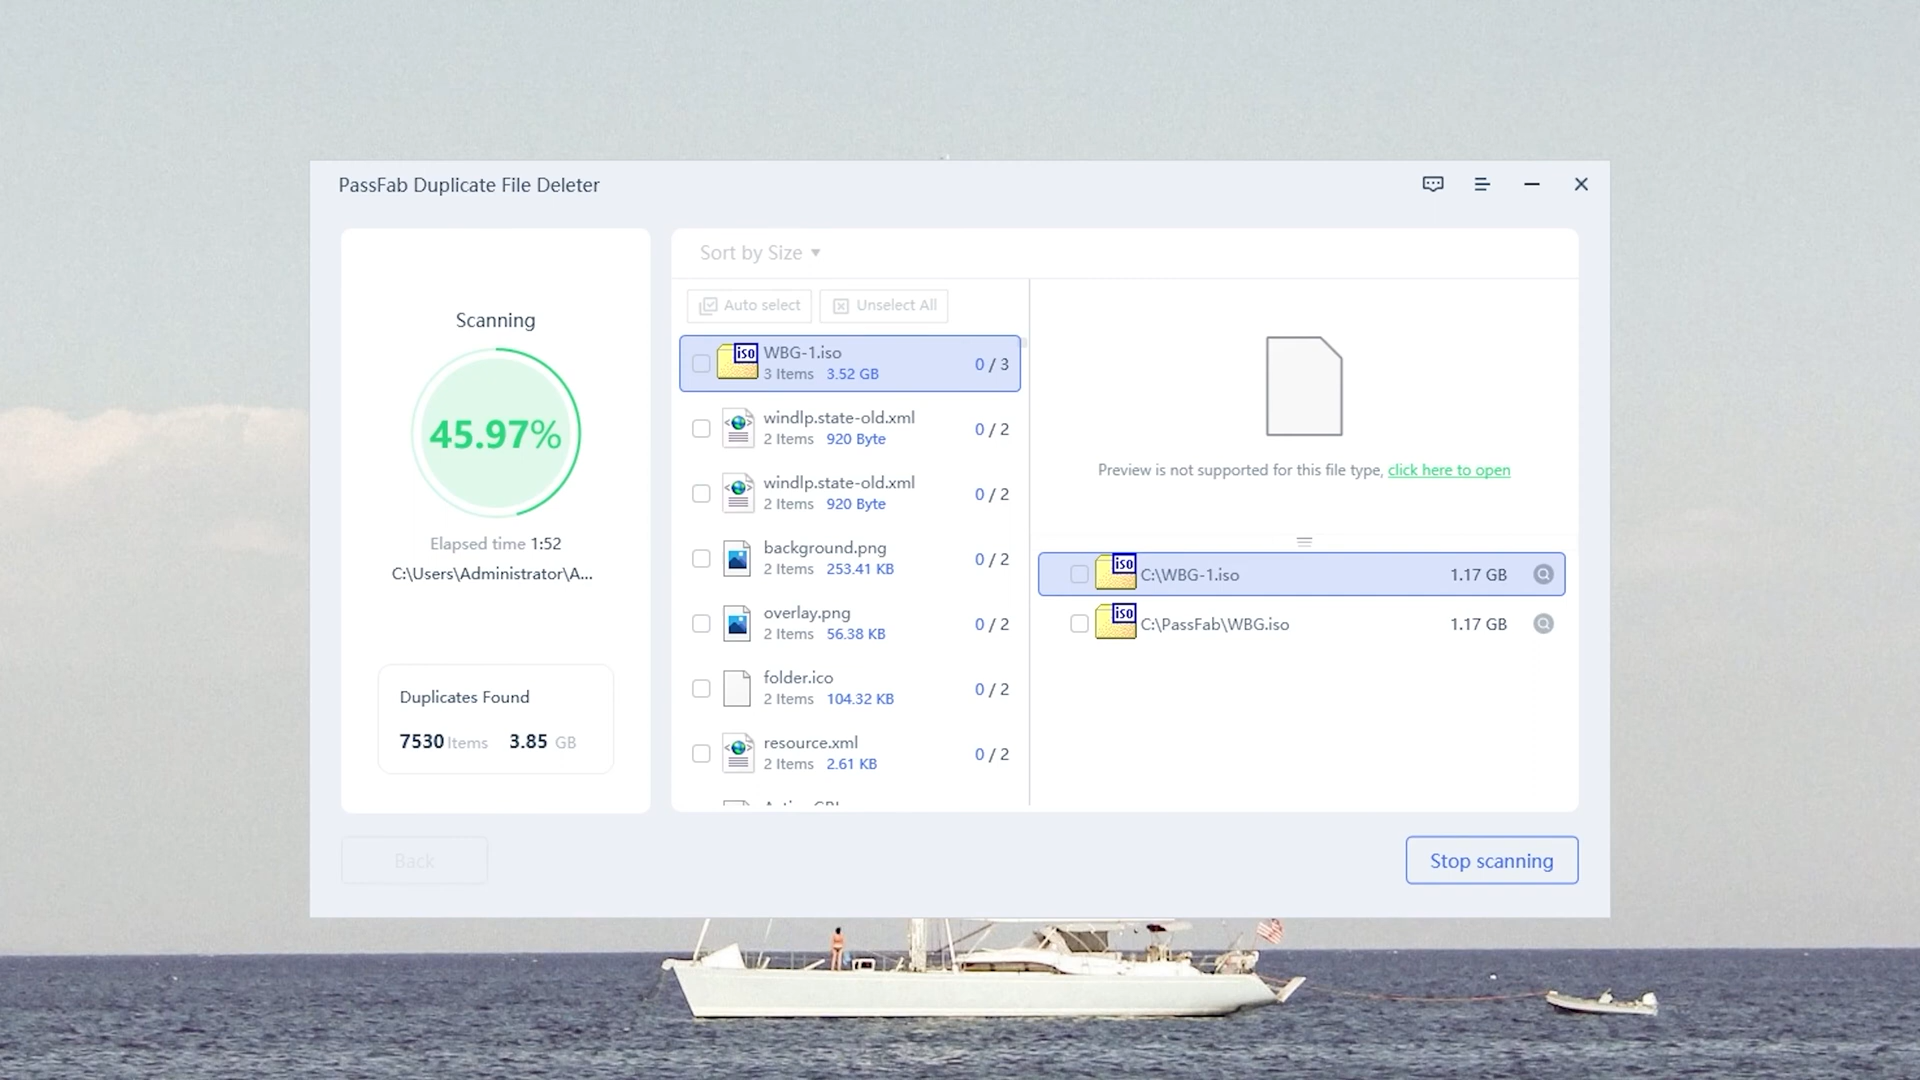 PassFab Duplicate File Deleter
Scanning
45.97%
Elapsed time 1:52
C:\Users\Administrator\A...
Duplicates Found
7530 Items 3.85 GB
Sort by Size
Auto select
Unselect All
iso
WBG-1.iso
3 Items 3.52 GB
0 / 3
windlp.state-old.xml
2 Items 920 Byte
0 / 2
windlp.state-old.xml
2 Items 920 Byte
0 / 2
background.png
2 Items 253.41 KB
0 / 2
overlay.png
2 Items 56.38 KB
0 / 2
folder.ico
2 Items 104.32 KB
0 / 2
resource.xml
2 Items 2.61 KB
0 / 2
Preview is not supported for this file type, click here to open
iso
C:\WBG-1.iso 1.17 GB
iso
C:\PassFab\WBG.iso 1.17 GB
Back
Stop scanning